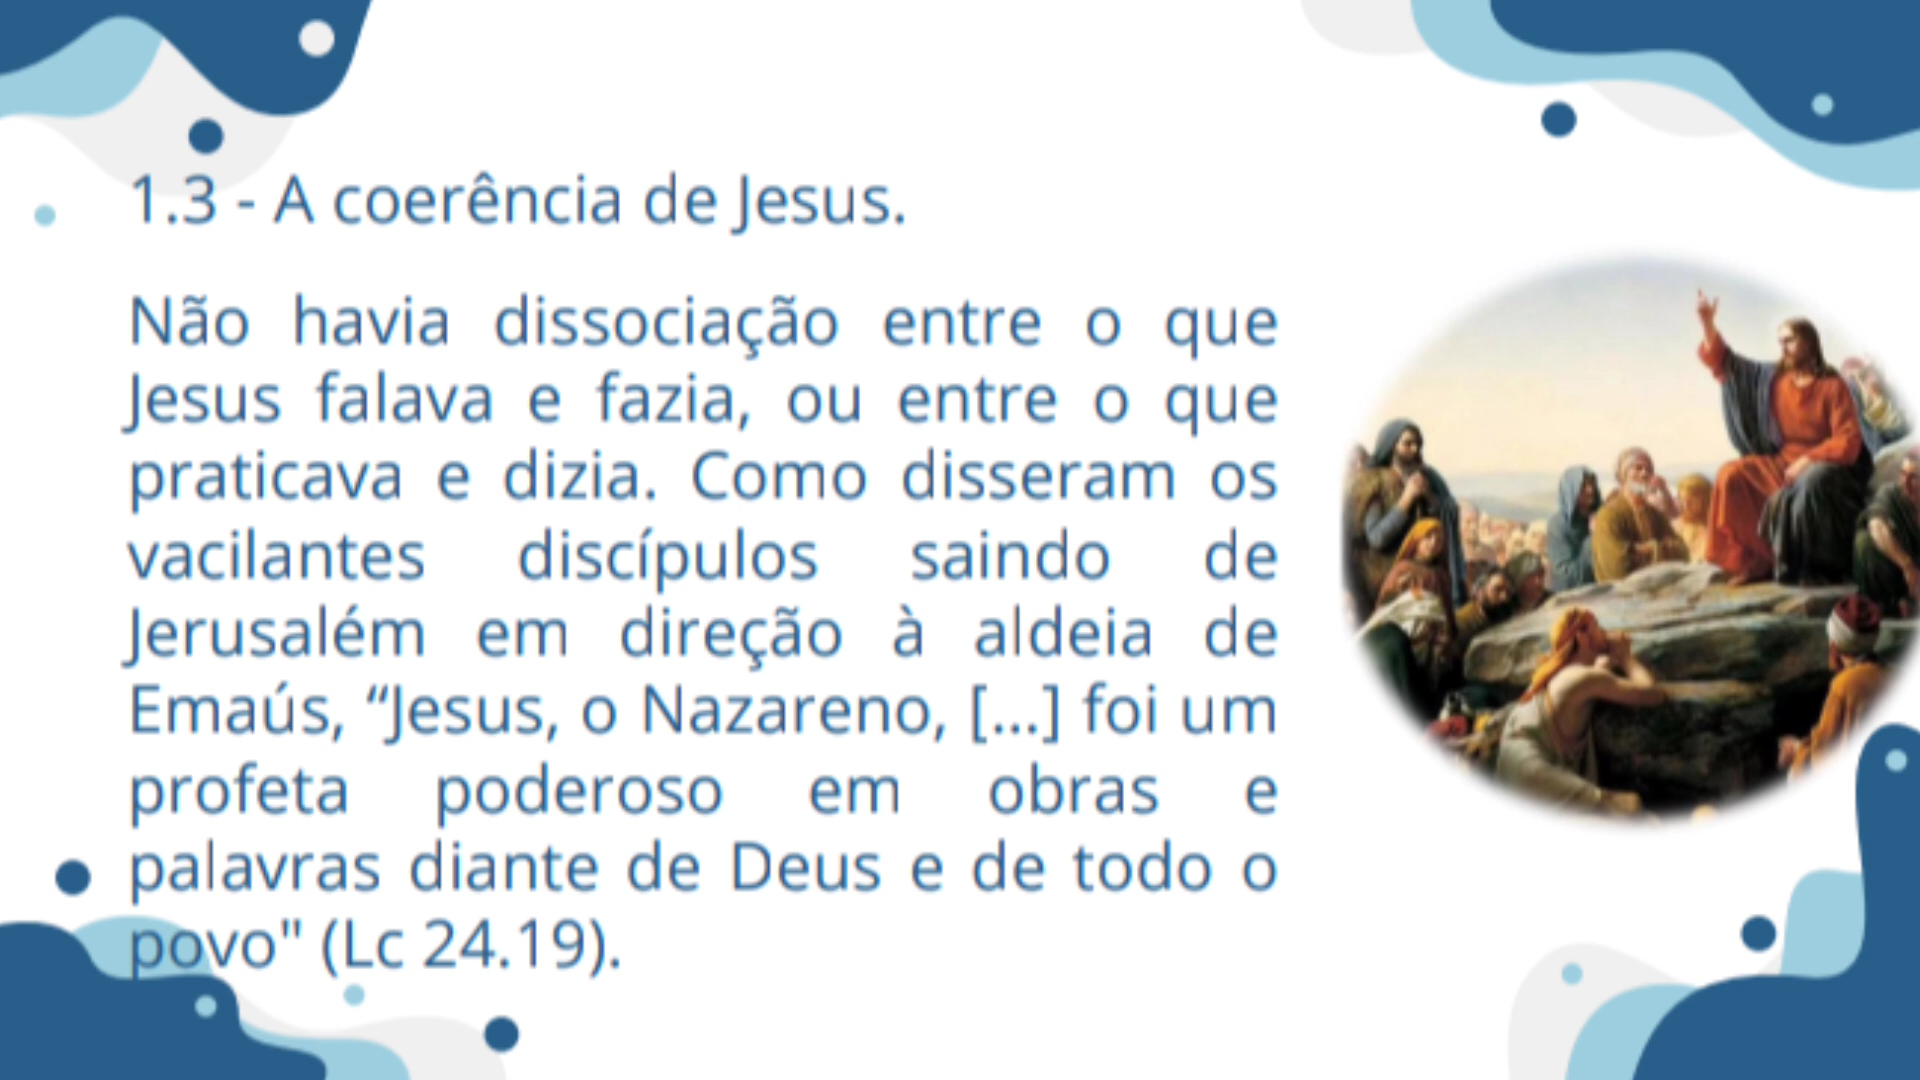 1.3 - A coerência de Jesus.
Não havia dissociação entre o que
Jesus falava e fazia, ou entre o que
praticava e dizia. Como disseram os
vacilantes discípulos saindo de
Jerusalém em direção à aldeia de
Emaús, “Jesus, o Nazareno, [...] foi um
profeta poderoso em obras e
palavras diante de Deus e de todo o
povo" (Lc 24.19).